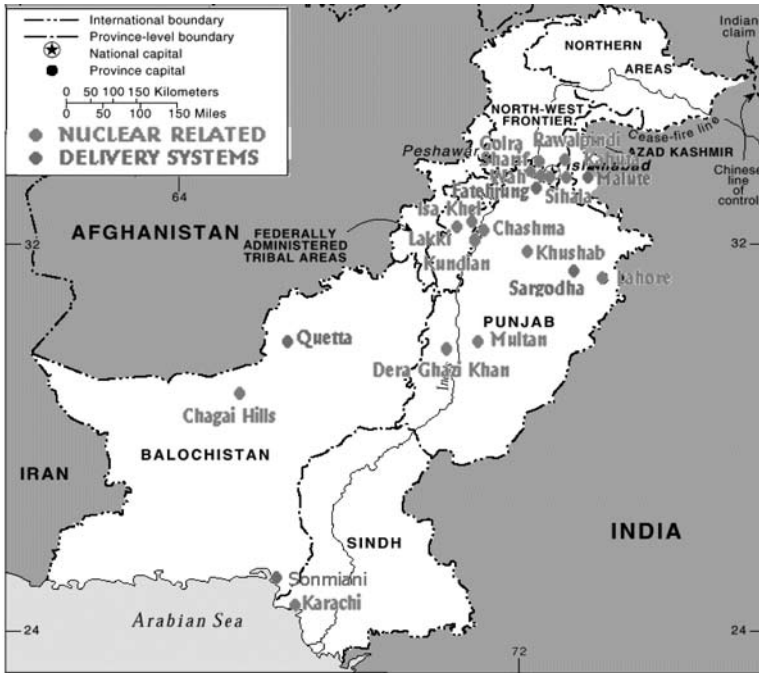 International boundary
Province-level boundary
National capital
Province capital
0 50 100 150 Kilometers
0 50 100 150 Miles
NUCLEAR RELATED
DELIVERY SYSTEMS
Indian
claim
NORTHERN
AREAS
NORTH-WEST
FRONTIER
Cease-fire line
Chinese
line of
control
Peshawar
Golra
Sharif
Rawalpindi
AZAD KASHMIR
Kahuta
Islamabad
Wah
Malute
Fatehjung
Sihala
64
Isa Khel
AFGHANISTAN
FEDERALLY
ADMINISTERED
TRIBAL AREAS
Lakki
Chashma
Kundian
Khushab
32
32
Sargodha
Lahore
PUNJAB
Quetta
Multan
Dera Ghazi Khan
Indus
Chagai Hills
BALOCHISTAN
IRAN
INDIA
SINDH
Sonmiani
Karachi
Arabian Sea
24
24
72